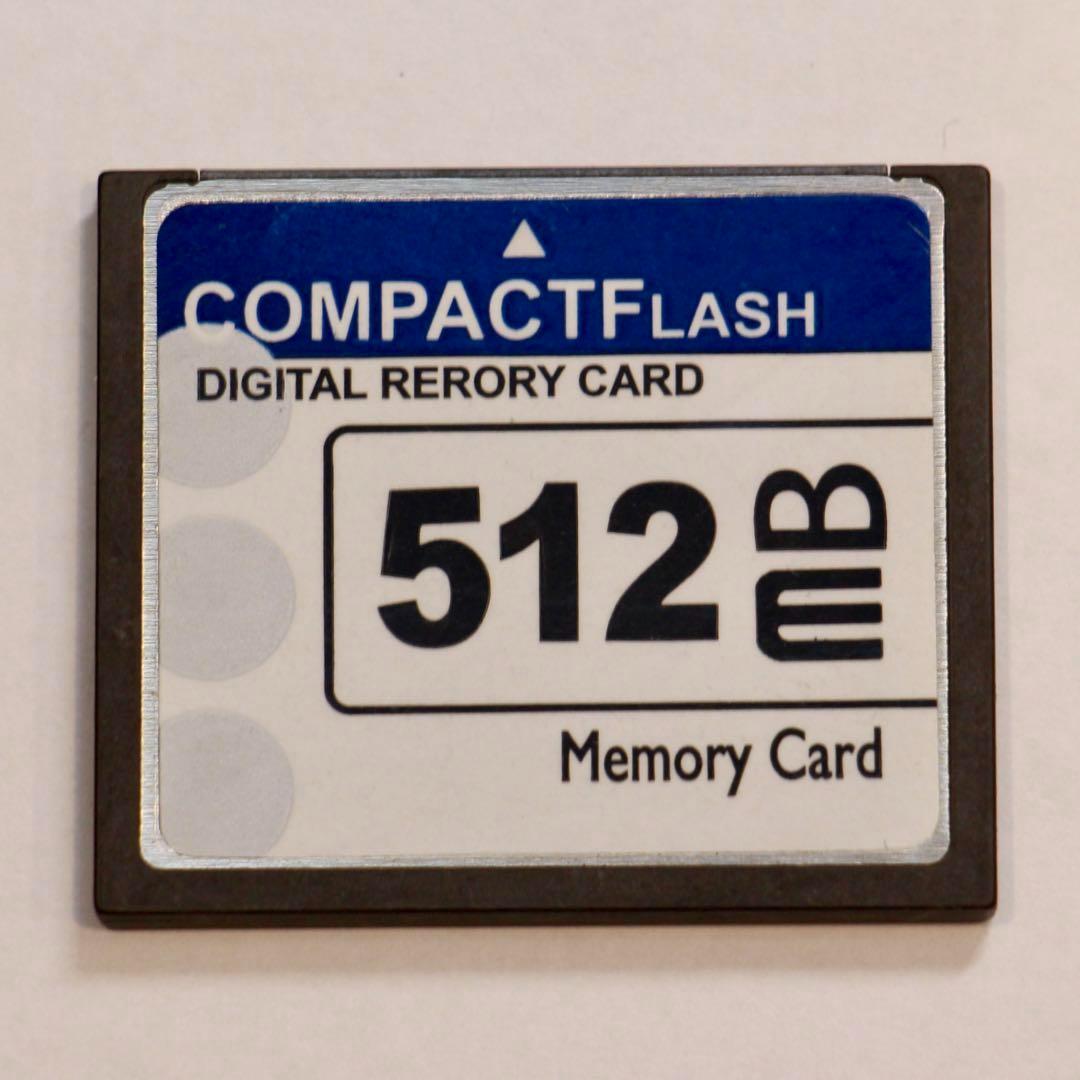 COMPACTFLASH
DIGITAL RERORY CARD
512 mB
Memory Card